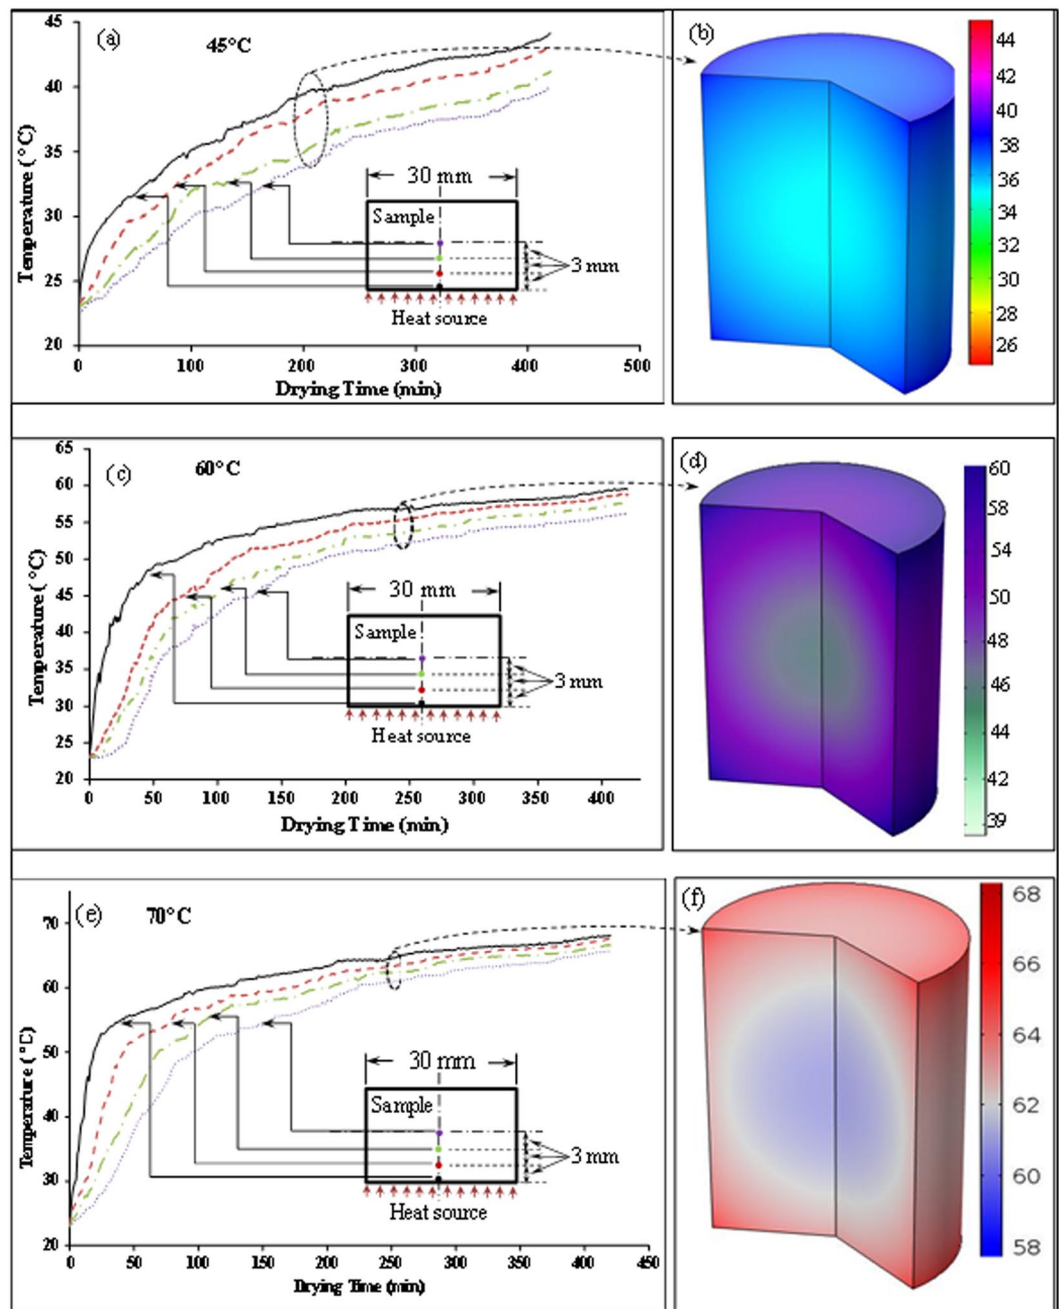 (a)
45°C
45
40
35
30
25
20
Temperature ( °C)
0
100
200
300
400
500
Drying Time (min)
30 mm
Sample
3 mm
Heat source
(b)
44
42
40
38
36
34
32
30
28
26
(c)
60°C
65
60
55
50
45
40
35
30
25
20
Temperature ( °C)
0
50
100
150
200
250
300
350
400
Drying Time (min)
30 mm
Sample
3 mm
Heat source
(d)
60
58
54
50
48
46
44
42
39
(e)
70°C
70
60
50
40
30
20
Temperature ( °C)
0
50
100
150
200
250
300
350
400
450
Drying Time (min)
30 mm
Sample
3 mm
Heat source
(f)
68
66
64
62
60
58